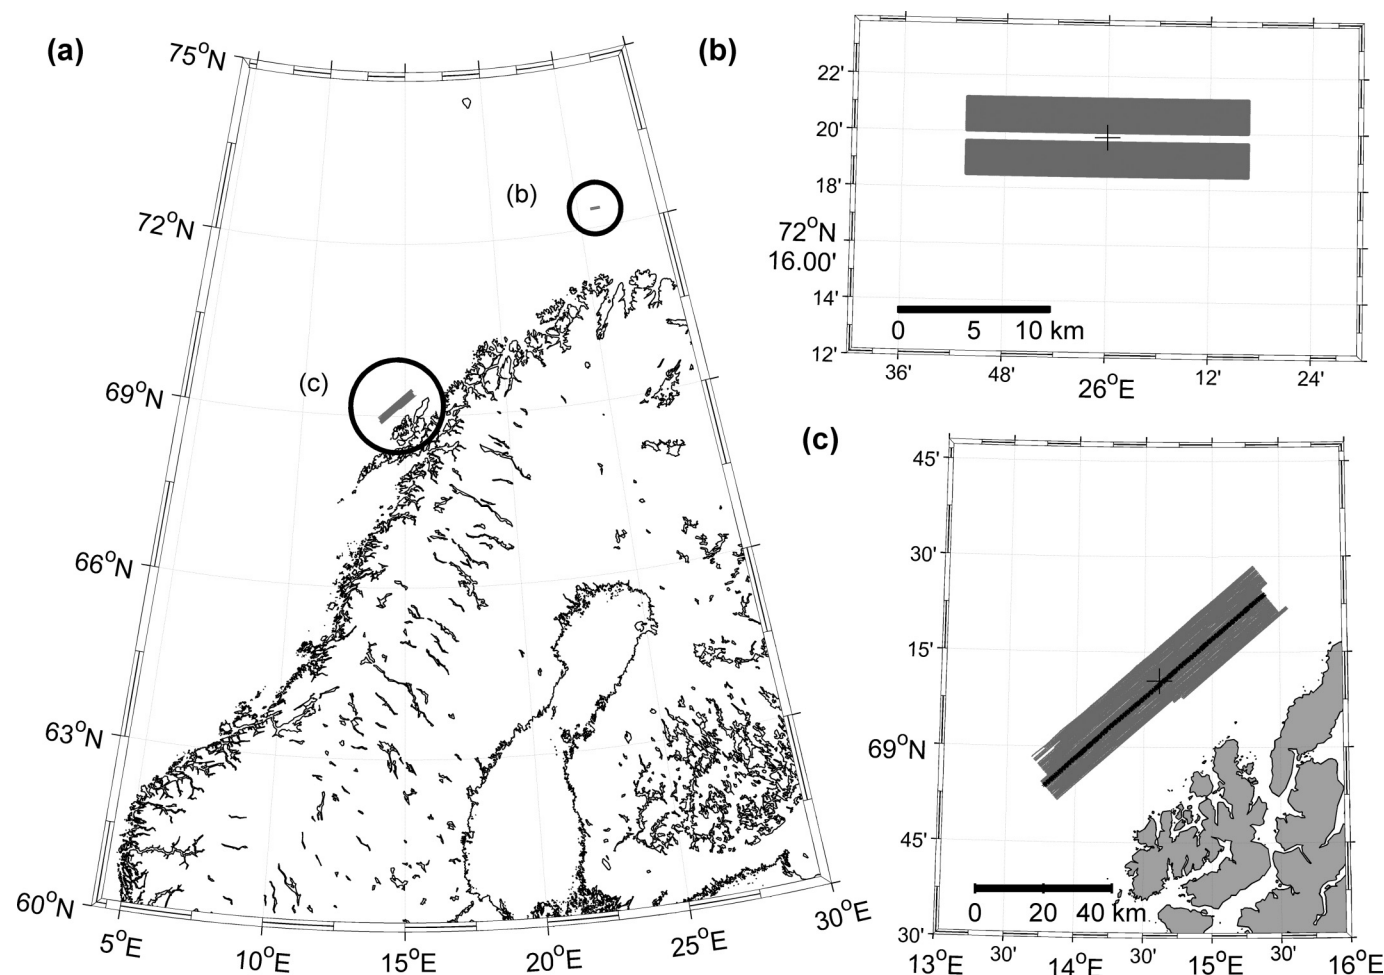 (a)
75°N
72°N
69°N
66°N
63°N
60°N
5°E
10°E
15°E
20°E
25°E
30°E
(b)
(c)
(b)
22'
20'
18'
72°N
16.00'
14'
12'
0 5 10 km
36' 48' 26°E 12' 24'
(c)
45'
30'
15'
69°N
45'
30'
0 20 40 km
13°E 30' 14°E 30' 15°E 30' 16°E